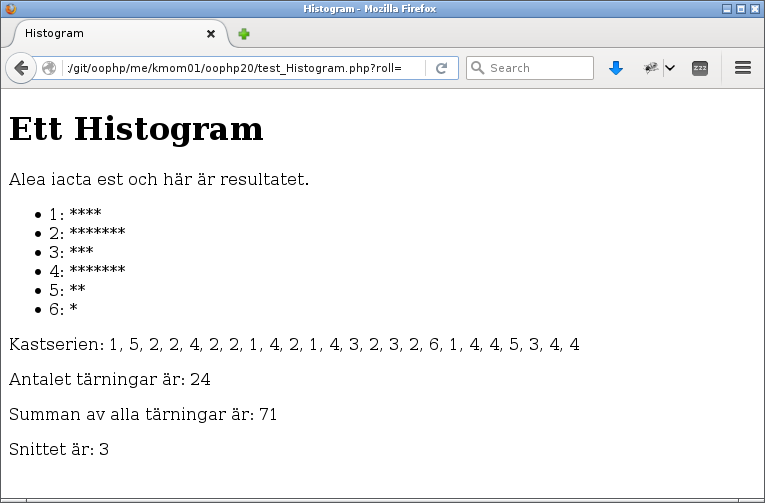 Histogram - Mozilla Firefox
Histogram
:/git/oophp/me/kmom01/oophp20/test_Histogram.php?roll=
Search
zzz
Ett Histogram
Alea iacta est och här är resultatet.
1: ****
2: *******
3: ***
4: *******
5: **
6: *
Kastserien: 1, 5, 2, 2, 4, 2, 2, 1, 4, 2, 1, 4, 3, 2, 3, 2, 6, 1, 4, 4, 5, 3, 4, 4
Antalet tärningar är: 24
Summan av alla tärningar är: 71
Snittet är: 3